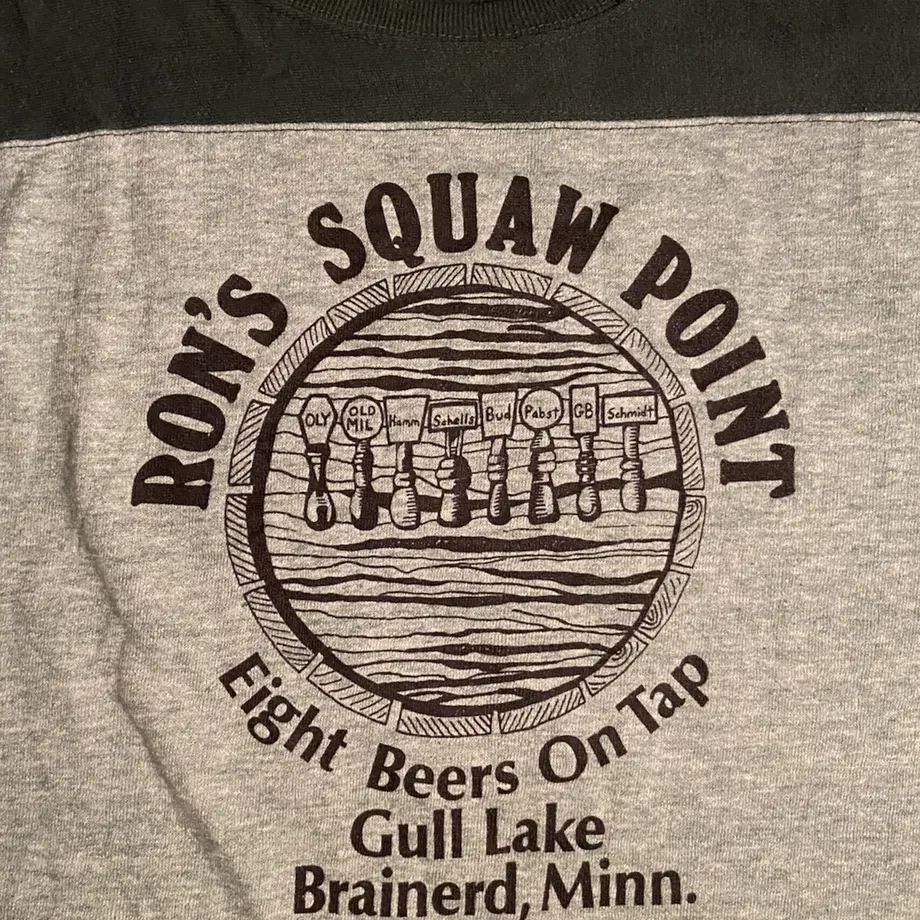 RON'S SQUAW POINT
OLY
OLD
MIL
Hamm
Schells
Bud
Pabst
GB
Schmidt
Eight Beers On Tap
Gull Lake
Brainerd, Minn.